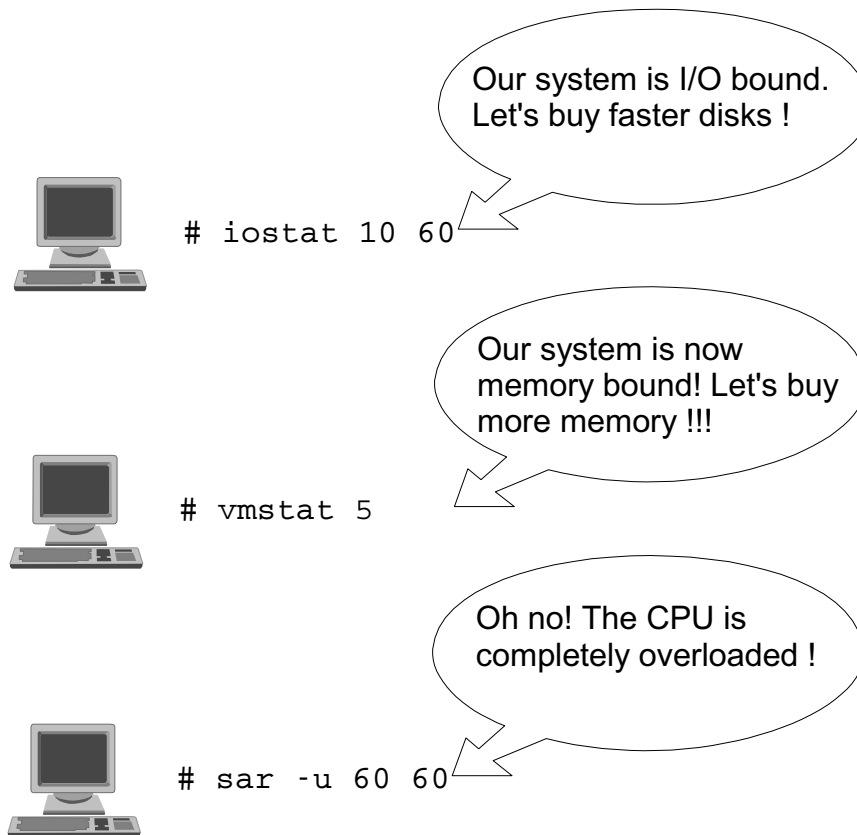 Our system is I/O bound.
Let's buy faster disks !
# iostat 10 60
Our system is now
memory bound! Let's buy
more memory !!!
# vmstat 5
Oh no! The CPU is
completely overloaded !
# sar -u 60 60